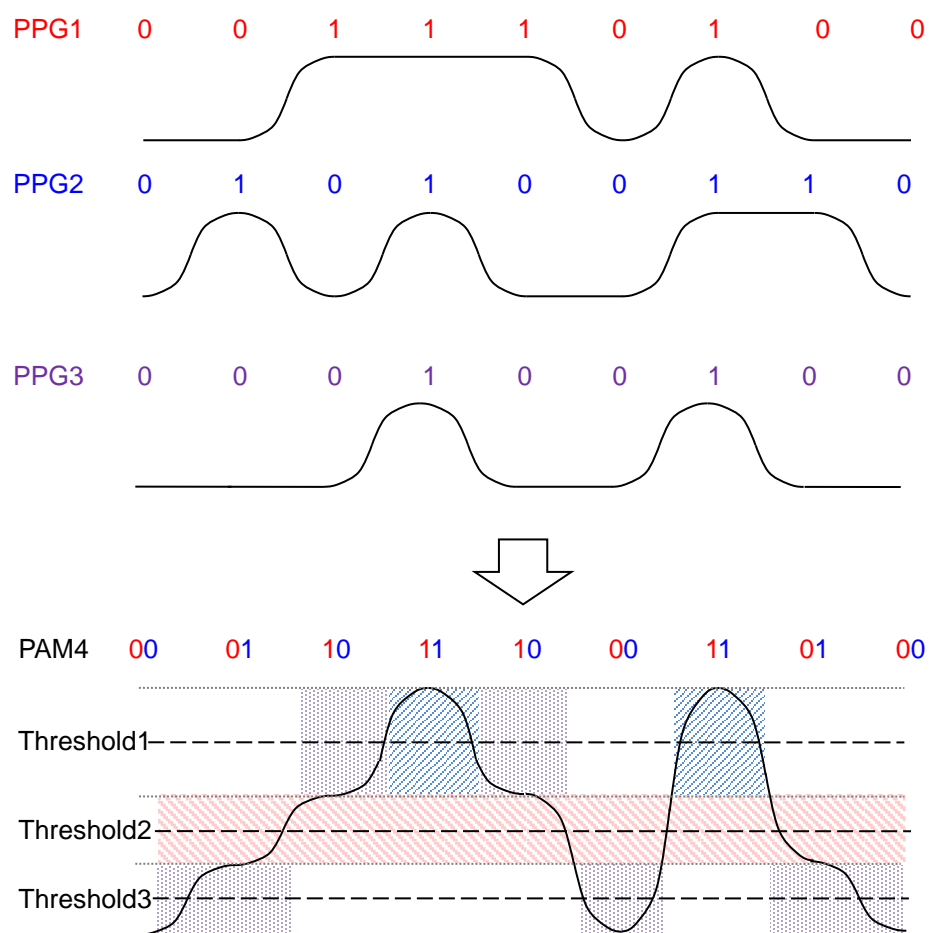 PPG1 0 0 1 1 1 0 1 0 0
PPG2 0 1 0 1 0 0 1 1 0
PPG3 0 0 0 1 0 0 1 0 0
PAM4 00 01 10 11 10 00 11 01 00
Threshold1
Threshold2
Threshold3